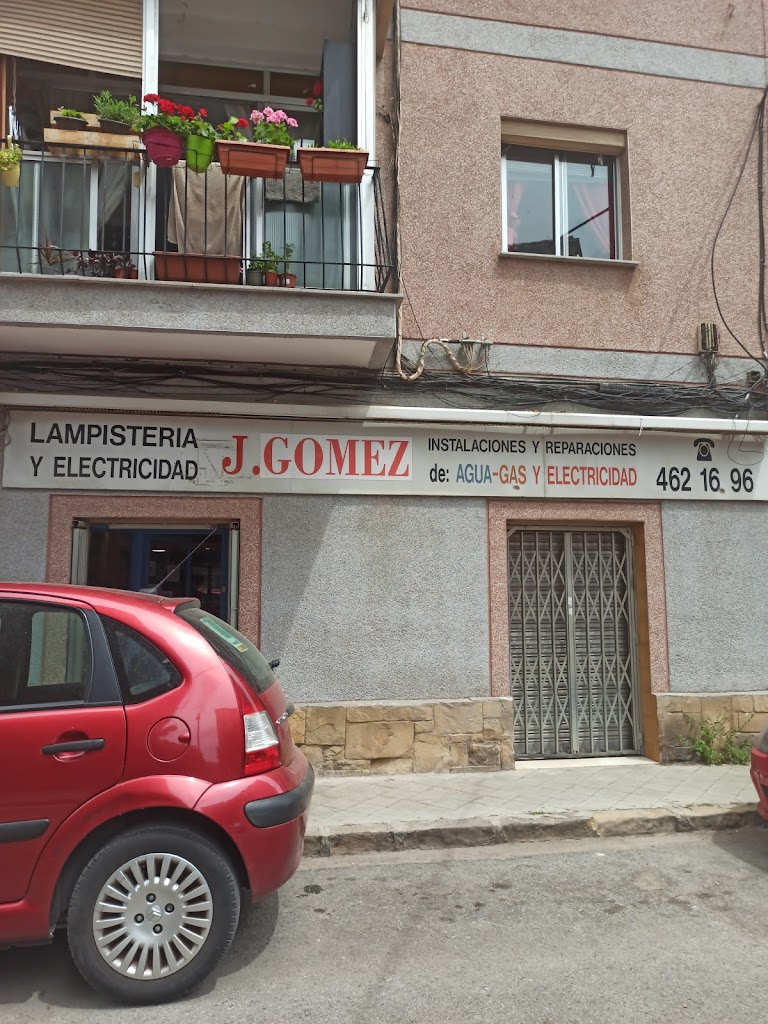 LAMPISTERIA
Y ELECTRICIDAD
J.GOMEZ
INSTALACIONES Y REPARACIONES
de: AGUA-GAS Y ELECTRICIDAD
462 16 96